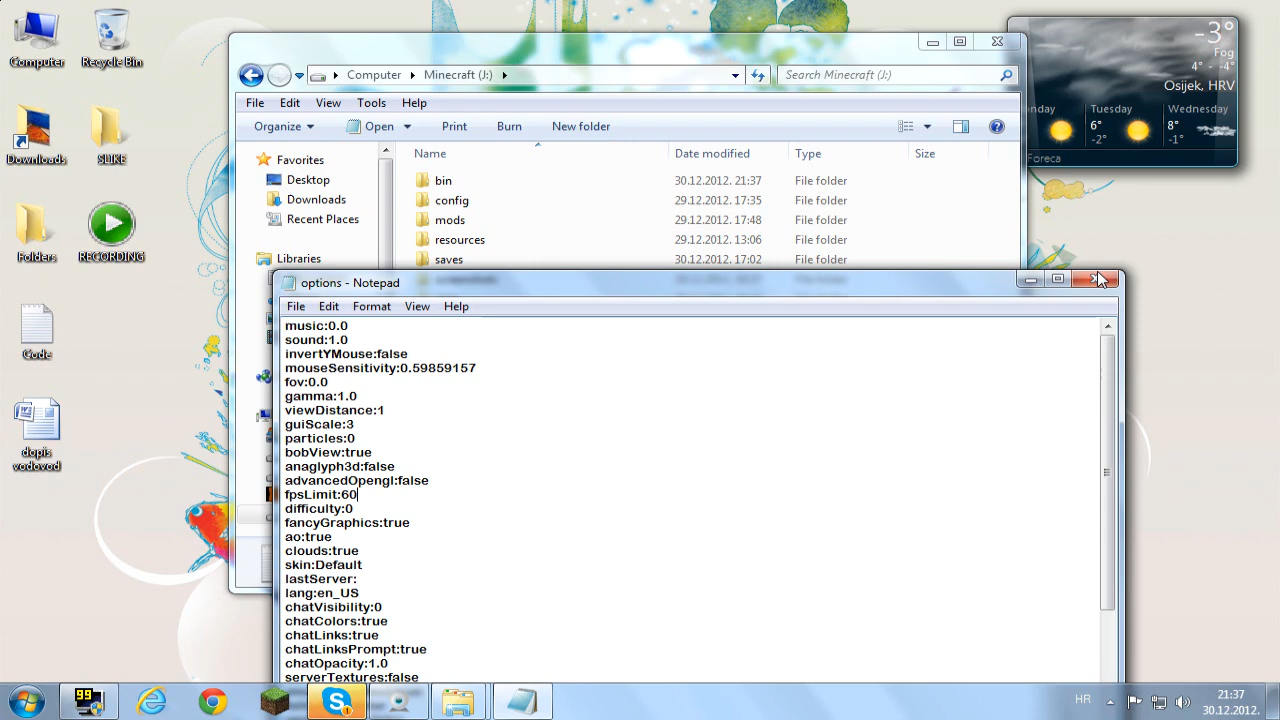 Computer
Recycle Bin
Downloads
SLIKE
Folders
RECORDING
Code
dopis
vodovod
Computer
Minecraft (J:)
Search Minecraft (J:)
File Edit View Tools Help
Organize Open Print Burn New folder
Name Date modified Type Size
Favorites
Desktop
Downloads
Recent Places
Libraries
bin 30.12.2012. 21:37 File folder
config 29.12.2012. 17:35 File folder
mods 29.12.2012. 17:48 File folder
resources 29.12.2012. 13:06 File folder
saves 30.12.2012. 17:02 File folder
-3°
Fog
4° - -4°
Osijek, HRV
nday Tuesday Wednesday
6° 8°
-2° -1°
Foreca
options - Notepad
File Edit Format View Help
music:0.0
sound:1.0
invertYMouse:false
mouseSensitivity:0.59859157
fov:0.0
gamma:1.0
viewDistance:1
guiScale:3
particles:0
bobView:true
anaglyph3d:false
advancedOpengl:false
fpsLimit:60
difficulty:0
fancyGraphics:true
ao:true
clouds:true
skin:Default
lastServer:
lang:en_US
chatVisibility:0
chatColors:true
chatLinks:true
chatLinksPrompt:true
chatOpacity:1.0
serverTextures:false
99
HR
21:37
30.12.2012.